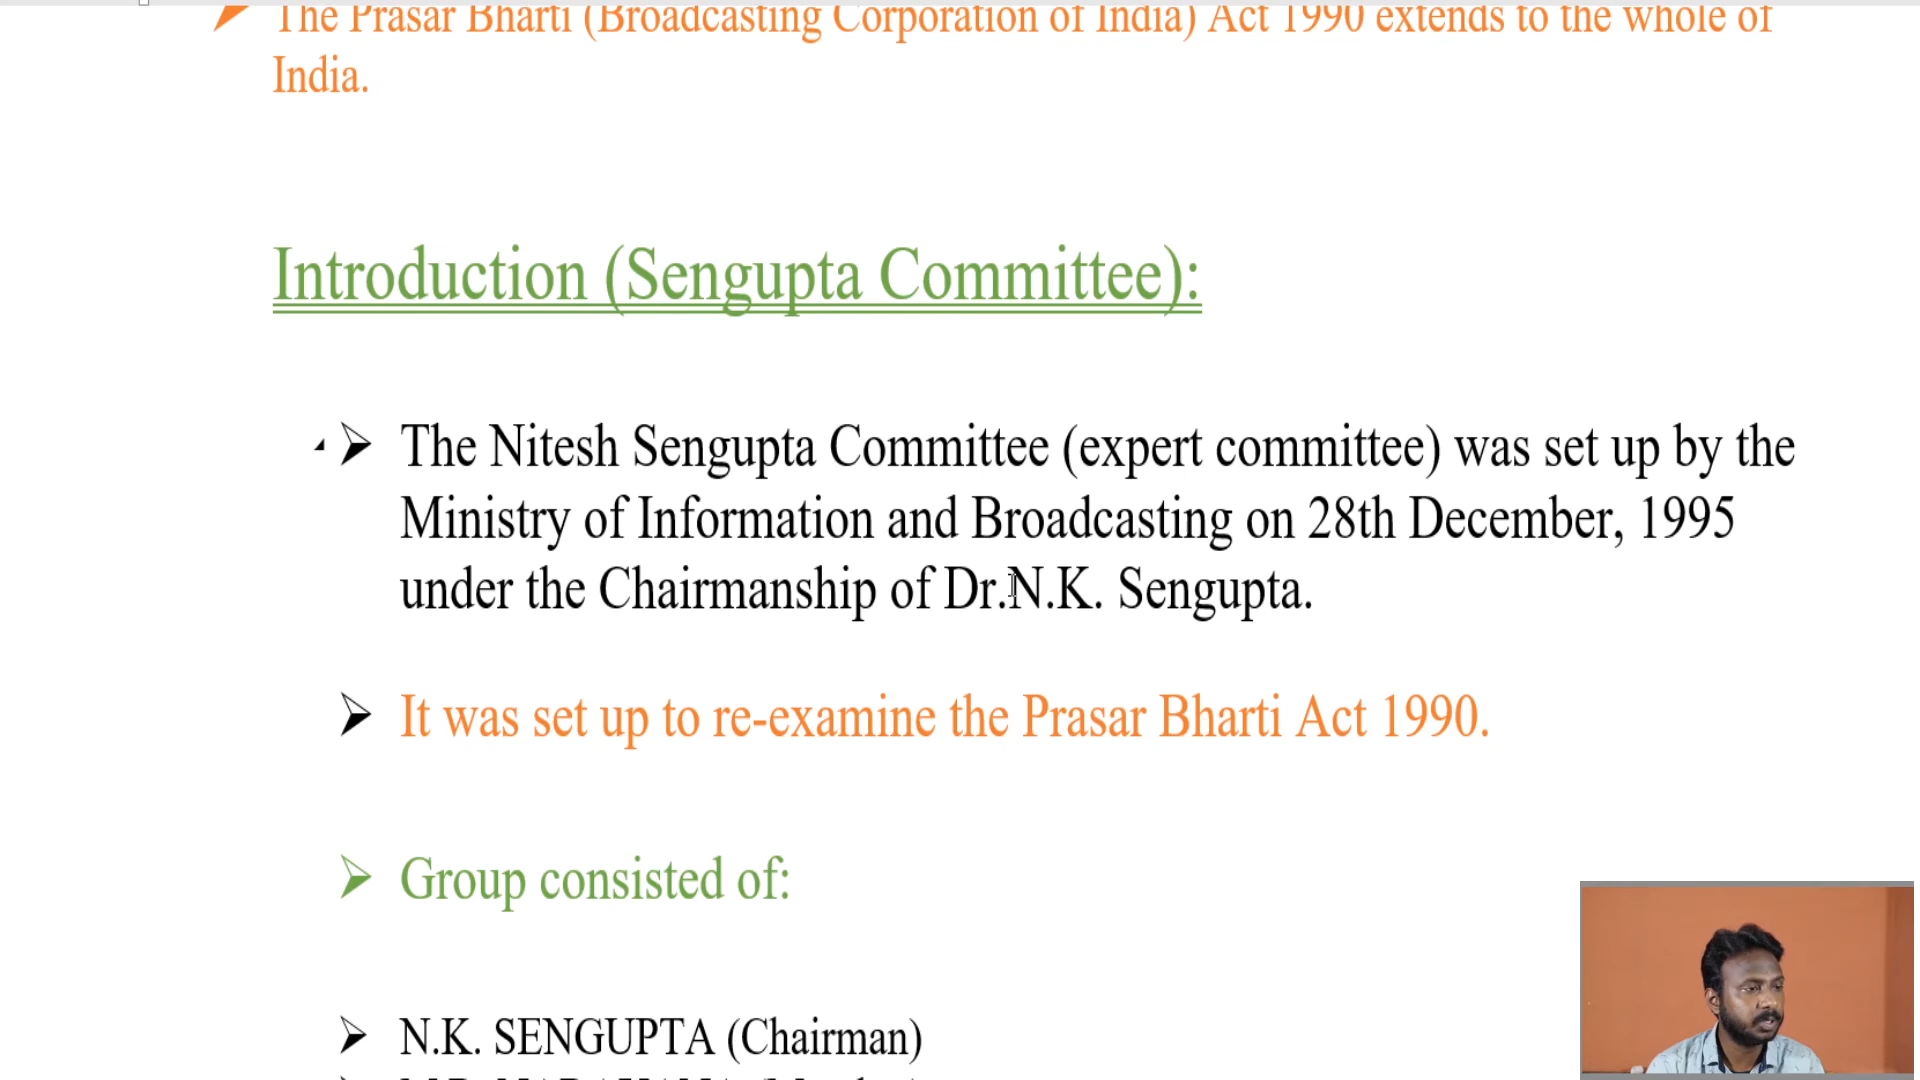 The Prasar Bharti (Broadcasting Corporation of India) Act 1990 extends to the whole of
India.
Introduction (Sengupta Committee):
The Nitesh Sengupta Committee (expert committee) was set up by the
Ministry of Information and Broadcasting on 28th December, 1995
under the Chairmanship of Dr.N.K. Sengupta.
It was set up to re-examine the Prasar Bharti Act 1990.
Group consisted of:
N.K. SENGUPTA (Chairman)